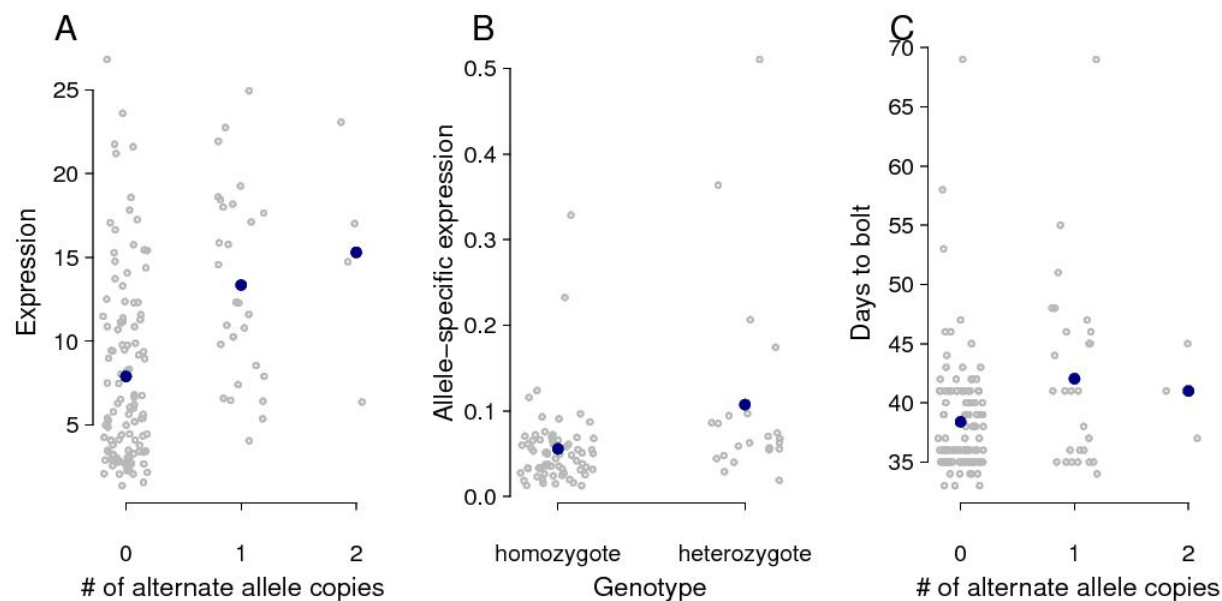 A
Expression
25
20
15
10
5
0 1 2
# of alternate allele copies
B
Allele−specific expression
0.5
0.4
0.3
0.2
0.1
0.0
homozygote heterozygote
Genotype
C
Days to bolt
70
65
60
55
50
45
40
35
0 1 2
# of alternate allele copies